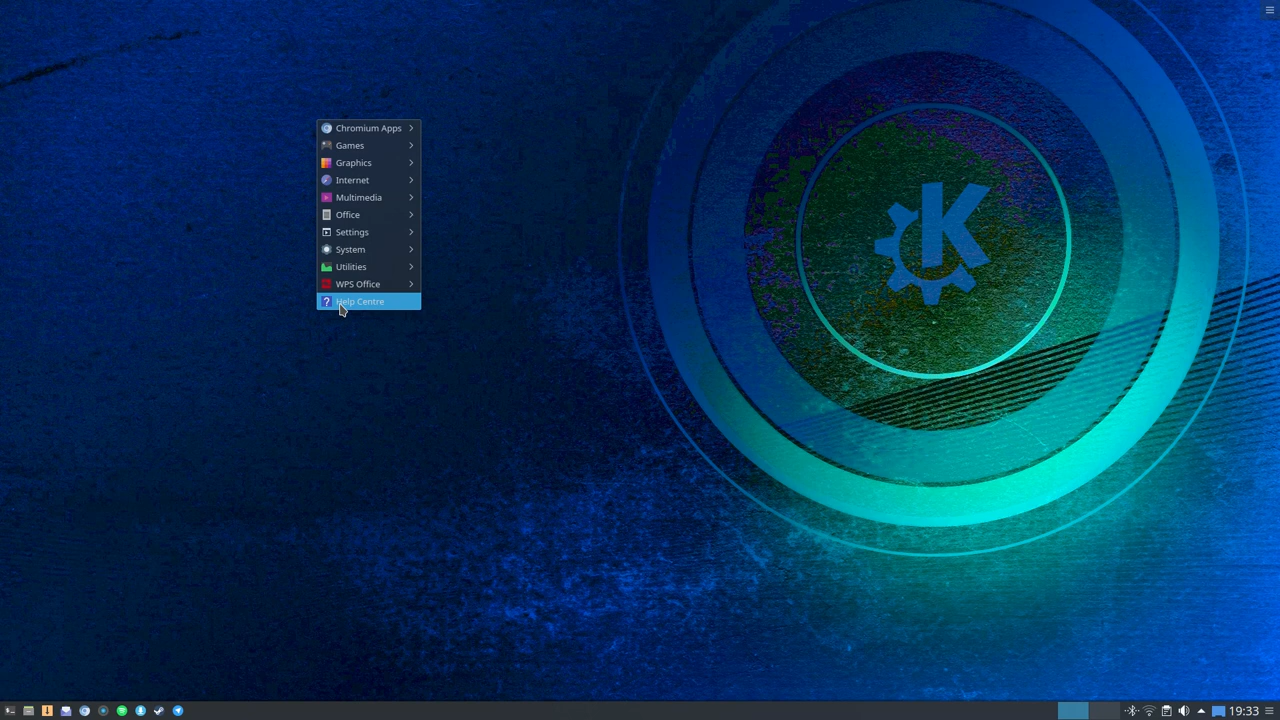 Chromium Apps
Games
Graphics
Internet
Multimedia
Office
Settings
System
Utilities
WPS Office
Help Centre
K
19:33